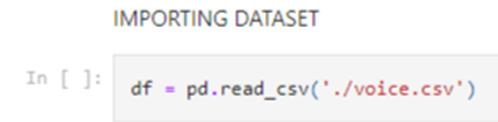 IMPORTING DATASET
In [ ]: df = pd.read_csv('./voice.csv')